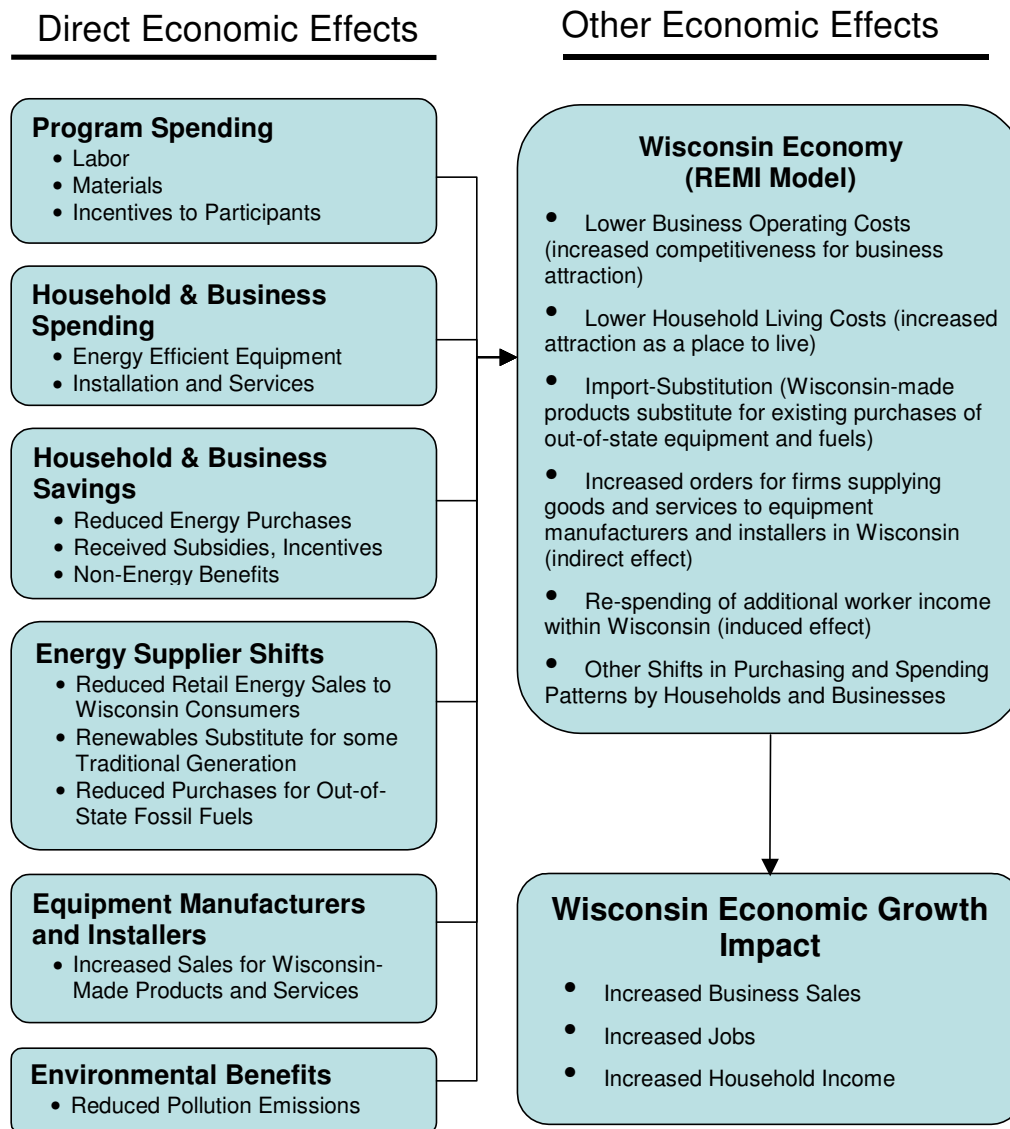 Direct Economic Effects
Program Spending
• Labor
• Materials
• Incentives to Participants
Household & Business
Spending
• Energy Efficient Equipment
• Installation and Services
Household & Business
Savings
• Reduced Energy Purchases
• Received Subsidies, Incentives
• Non-Energy Benefits
Energy Supplier Shifts
• Reduced Retail Energy Sales to
Wisconsin Consumers
• Renewables Substitute for some
Traditional Generation
• Reduced Purchases for Out-of-
State Fossil Fuels
Equipment Manufacturers
and Installers
• Increased Sales for Wisconsin-
Made Products and Services
Environmental Benefits
• Reduced Pollution Emissions
Other Economic Effects
Wisconsin Economy
(REMI Model)
• Lower Business Operating Costs
(increased competitiveness for business
attraction)
• Lower Household Living Costs (increased
attraction as a place to live)
• Import-Substitution (Wisconsin-made
products substitute for existing purchases of
out-of-state equipment and fuels)
• Increased orders for firms supplying
goods and services to equipment
manufacturers and installers in Wisconsin
(indirect effect)
• Re-spending of additional worker income
within Wisconsin (induced effect)
• Other Shifts in Purchasing and Spending
Patterns by Households and Businesses
Wisconsin Economic Growth
Impact
• Increased Business Sales
• Increased Jobs
• Increased Household Income